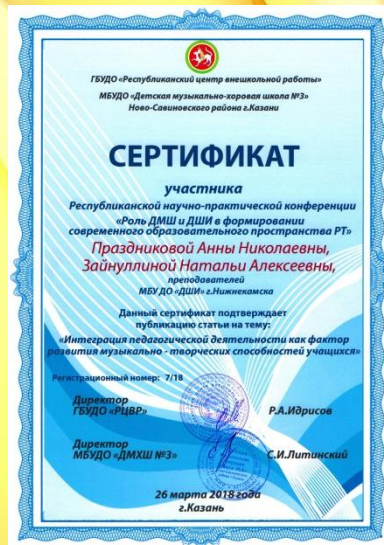 ГБУДО «Республиканский центр внешкольной работы»
МБУДО «Детская музыкально-хоровая школа №3»
Ново-Савиновского района г.Казани
СЕРТИФИКАТ
участника
Республиканской научно-практической конференции
«Роль ДМШ и ДШИ в формировании
современного образовательного пространства РТ»
Праздниковой Анны Николаевны,
Зайнуллиной Натальи Алексеевны,
преподавателей
МБУ ДО «ДШИ» г.Нижнекамска
Данный сертификат подтверждает
публикацию статьи на тему:
«Интеграция педагогической деятельности как фактор
развития музыкально - творческих способностей учащихся»
Регистрационный номер: 7/18
Директор
ГБУДО «РЦВР» Р.А.Идрисов
Директор
МБУДО «ДМХШ №3» С.И.Литинский
26 марта 2018 года
г.Казань